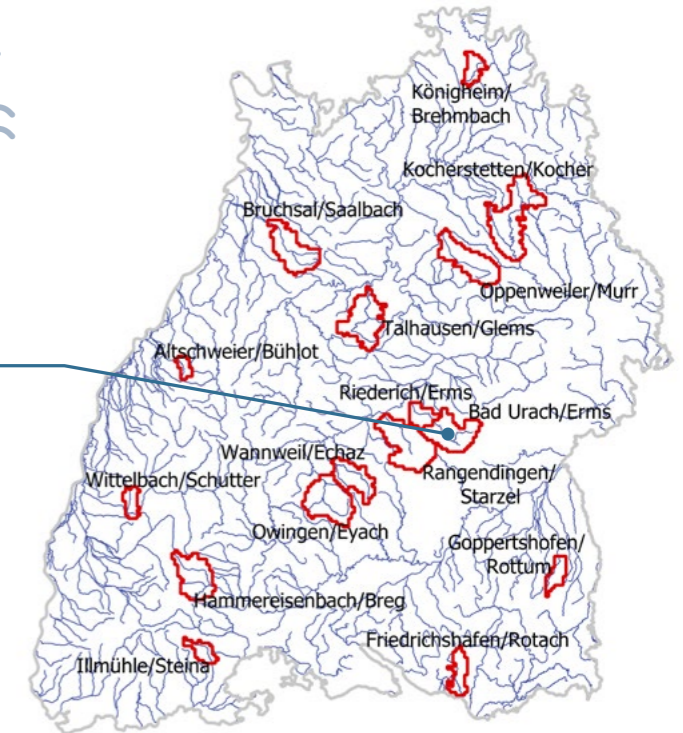 Königheim/
Brehmbach
Kocherstetten/Kocher
Bruchsal/Saalbach
Oppenweiler/Murr
Talhausen/Glems
Altschweier/Bühlot
Riederich/Erms
Bad Urach/Erms
Wannweil/Echaz
Rangendingen/
Starzel
Wittelbach/Schutter
Owingen/Eyach
Goppertshofen/
Rottum
Hammereisenbach/Breg
Friedrichshafen/Rotach
Illmühle/Steina